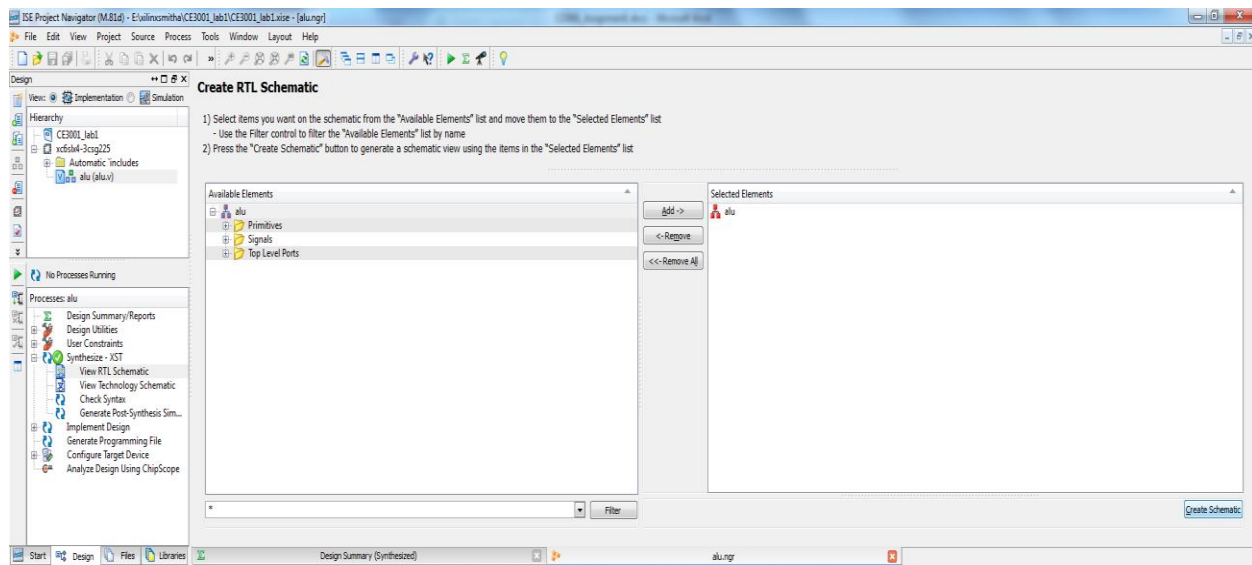 ISE Project Navigator (M.81d) - E:\xilinxsmitha\CE3001_lab1\CE3001_lab1.xise - [alu.ngr]
File Edit View Project Source Process Tools Window Layout Help
Design
View: Implementation Simulation
Hierarchy
CE3001_lab1
xc6slx4-3csg225
Automatic `includes
alu (alu.v)
No Processes Running
Processes: alu
Design Summary/Reports
Design Utilities
User Constraints
Synthesize - XST
View RTL Schematic
View Technology Schematic
Check Syntax
Generate Post-Synthesis Sim...
Implement Design
Generate Programming File
Configure Target Device
Analyze Design Using ChipScope
Start Design Files Libraries
Create RTL Schematic
1) Select items you want on the schematic from the "Available Elements" list and move them to the "Selected Elements" list
- Use the Filter control to filter the "Available Elements" list by name
2) Press the "Create Schematic" button to generate a schematic view using the items in the "Selected Elements" list
Available Elements
alu
Primitives
Signals
Top Level Ports
* Filter
Add ->
<- Remove
<<- Remove All
Selected Elements
alu
Create Schematic
Design Summary (Synthesized)
alu.ngr